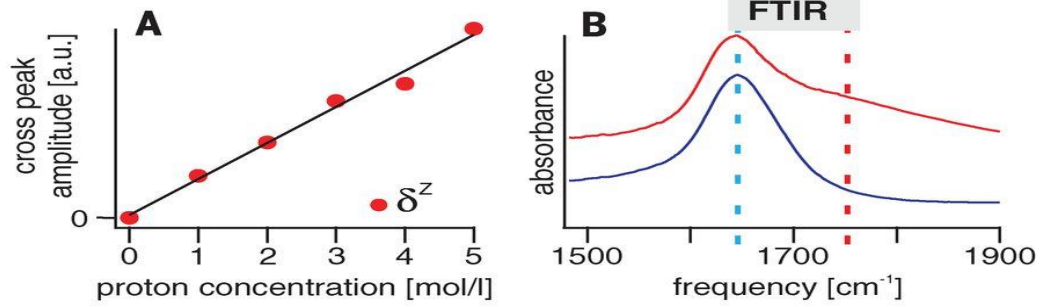 A
cross peak
amplitude [a.u.]
0
δz
0 1 2 3 4 5
proton concentration [mol/l]
FTIR
B
absorbance
1500 1700 1900
frequency [cm-1]